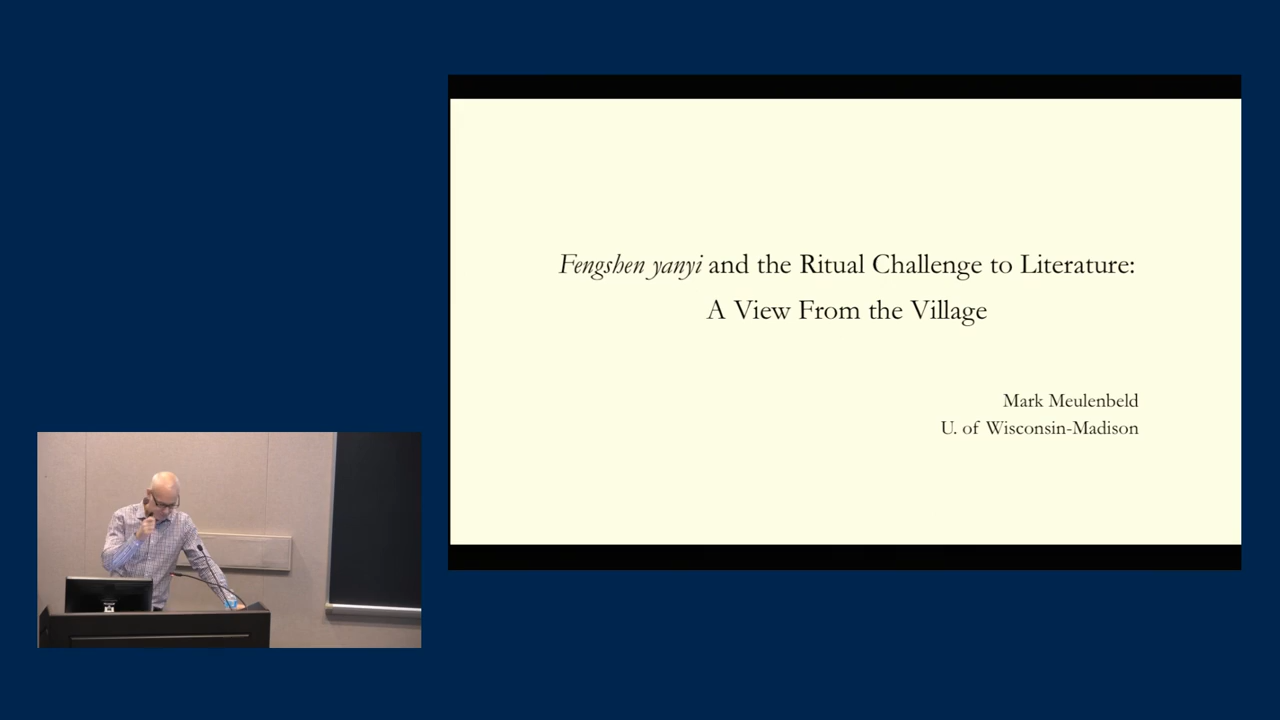 Fengshen yanyi and the Ritual Challenge to Literature:
A View From the Village
Mark Meulenbeld
U. of Wisconsin-Madison